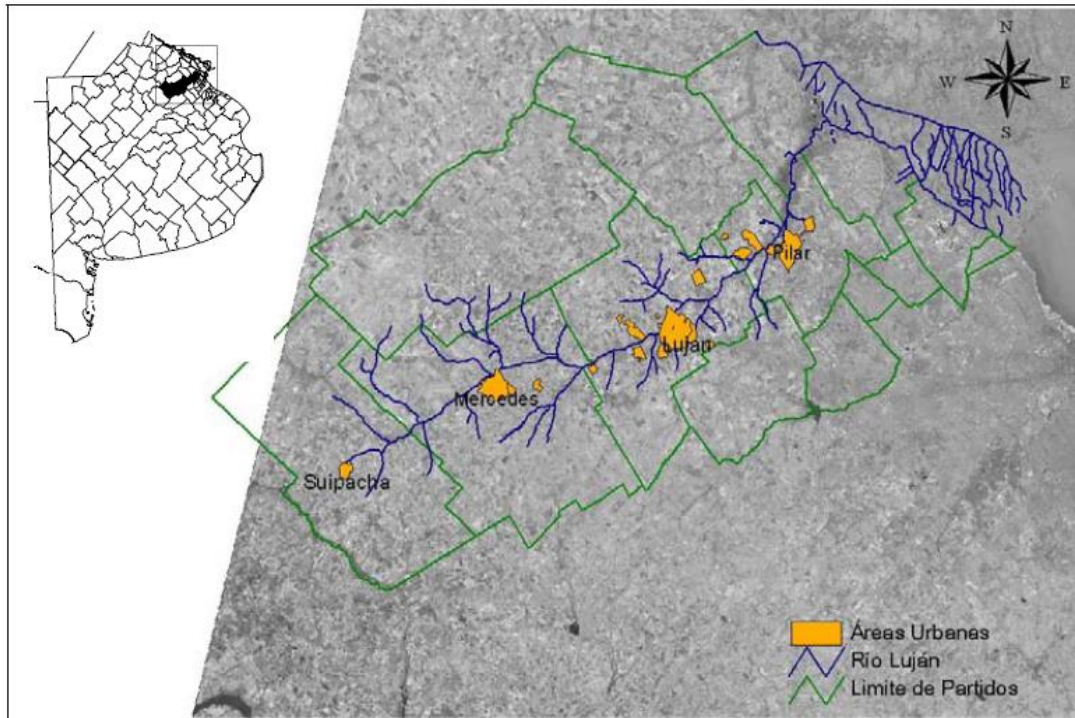 N
W E
S
Pilar
Luján
Mercedes
Suipacha
Áreas Urbanas
Río Luján
Limite de Partidos